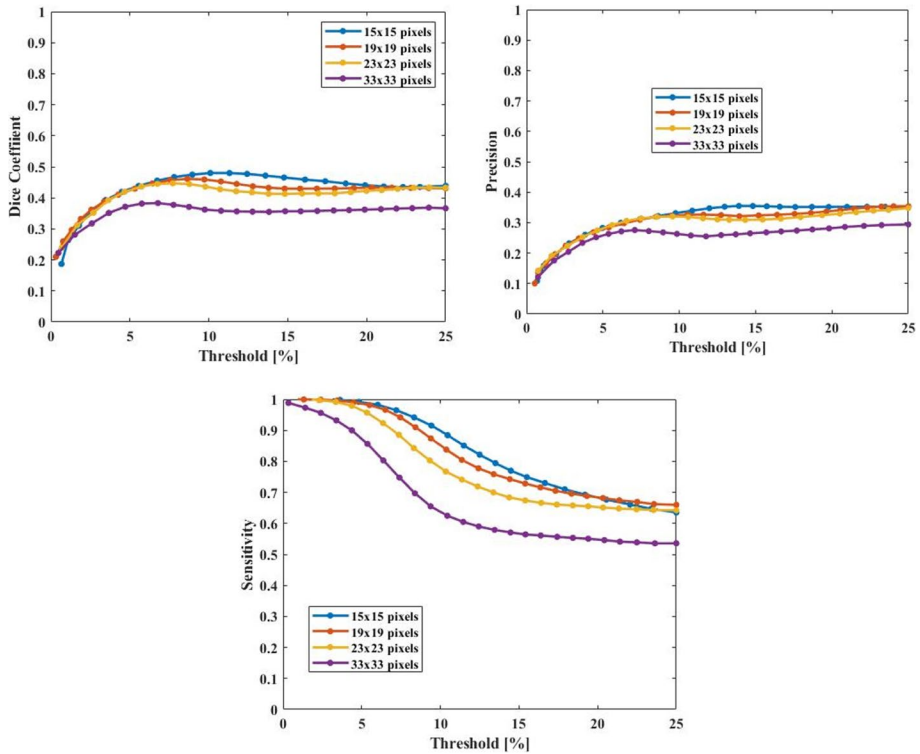 1
0.9
0.8
0.7
0.6
0.5
0.4
0.3
0.2
0.1
0
Dice Coeffiient
15x15 pixels
19x19 pixels
23x23 pixels
33x33 pixels
0 5 10 15 20 25
Threshold [%]
1
0.9
0.8
0.7
0.6
0.5
0.4
0.3
0.2
0.1
0
Precision
15x15 pixels
19x19 pixels
23x23 pixels
33x33 pixels
0 5 10 15 20 25
Threshold [%]
1
0.9
0.8
0.7
0.6
0.5
0.4
0.3
0.2
0.1
0
Sensitivity
15x15 pixels
19x19 pixels
23x23 pixels
33x33 pixels
0 5 10 15 20 25
Threshold [%]